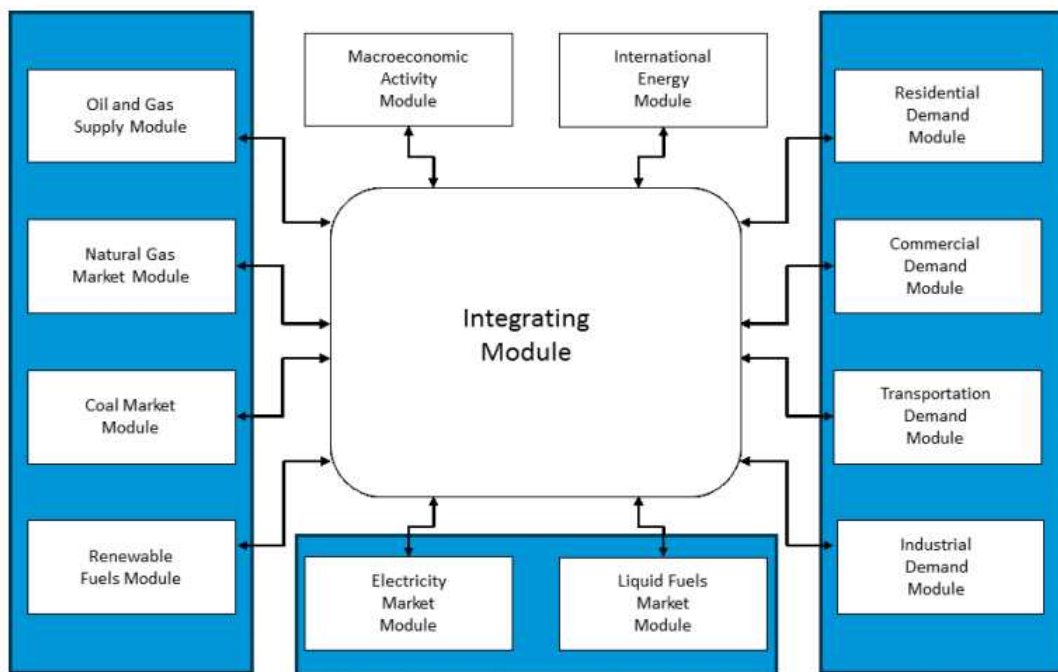 Macroeconomic
Activity
Module
International
Energy
Module
Oil and Gas
Supply Module
Residential
Demand
Module
Natural Gas
Market Module
Commercial
Demand
Module
Integrating
Module
Coal Market
Module
Transportation
Demand
Module
Renewable
Fuels Module
Electricity
Market
Module
Liquid Fuels
Market
Module
Industrial
Demand
Module